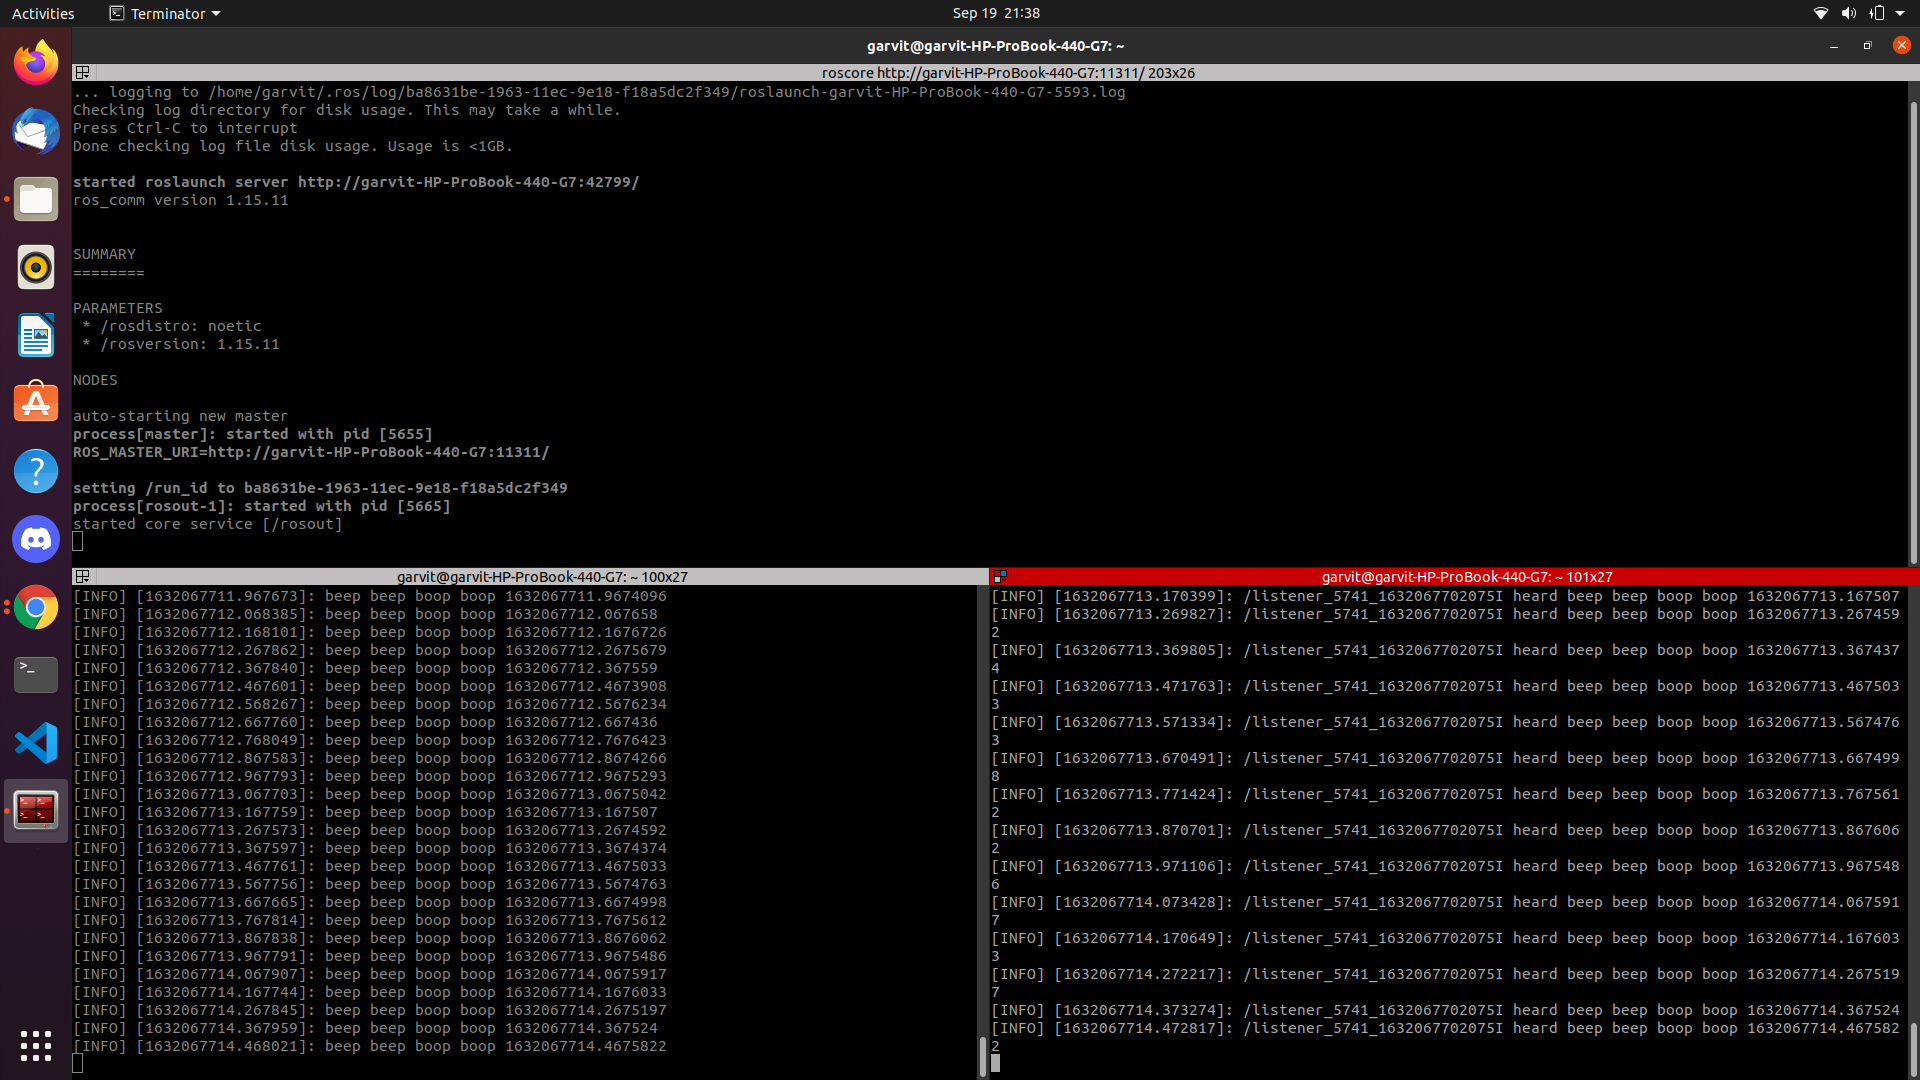 Activities
Terminator
Sep 19 21:38
garvit@garvit-HP-ProBook-440-G7: ~
roscore http://garvit-HP-ProBook-440-G7:11311/ 203x26
... logging to /home/garvit/.ros/log/ba8631be-1963-11ec-9e18-f18a5dc2f349/roslaunch-garvit-HP-ProBook-440-G7-5593.log
Checking log directory for disk usage. This may take a while.
Press Ctrl-C to interrupt
Done checking log file disk usage. Usage is <1GB.
started roslaunch server http://garvit-HP-ProBook-440-G7:42799/
ros_comm version 1.15.11
SUMMARY
========
PARAMETERS
* /rosdistro: noetic
* /rosversion: 1.15.11
NODES
auto-starting new master
process[master]: started with pid [5655]
ROS_MASTER_URI=http://garvit-HP-ProBook-440-G7:11311/
setting /run_id to ba8631be-1963-11ec-9e18-f18a5dc2f349
process[rosout-1]: started with pid [5665]
started core service [/rosout]
garvit@garvit-HP-ProBook-440-G7: ~ 100x27
[INFO] [1632067711.967673]: beep beep boop boop 1632067711.9674096
[INFO] [1632067712.068385]: beep beep boop boop 1632067712.067658
[INFO] [1632067712.168101]: beep beep boop boop 1632067712.1676726
[INFO] [1632067712.267862]: beep beep boop boop 1632067712.2675679
[INFO] [1632067712.367840]: beep beep boop boop 1632067712.367559
[INFO] [1632067712.467601]: beep beep boop boop 1632067712.4673908
[INFO] [1632067712.568267]: beep beep boop boop 1632067712.5676234
[INFO] [1632067712.667760]: beep beep boop boop 1632067712.667436
[INFO] [1632067712.768049]: beep beep boop boop 1632067712.7676423
[INFO] [1632067712.867583]: beep beep boop boop 1632067712.8674266
[INFO] [1632067712.967793]: beep beep boop boop 1632067712.9675293
[INFO] [1632067713.067703]: beep beep boop boop 1632067713.0675042
[INFO] [1632067713.167759]: beep beep boop boop 1632067713.167507
[INFO] [1632067713.267573]: beep beep boop boop 1632067713.2674592
[INFO] [1632067713.367597]: beep beep boop boop 1632067713.3674374
[INFO] [1632067713.467761]: beep beep boop boop 1632067713.4675033
[INFO] [1632067713.567756]: beep beep boop boop 1632067713.5674763
[INFO] [1632067713.667665]: beep beep boop boop 1632067713.6674998
[INFO] [1632067713.767814]: beep beep boop boop 1632067713.7675612
[INFO] [1632067713.867838]: beep beep boop boop 1632067713.8676062
[INFO] [1632067713.967791]: beep beep boop boop 1632067713.9675486
[INFO] [1632067714.067907]: beep beep boop boop 1632067714.0675917
[INFO] [1632067714.167744]: beep beep boop boop 1632067714.1676033
[INFO] [1632067714.267845]: beep beep boop boop 1632067714.2675197
[INFO] [1632067714.367959]: beep beep boop boop 1632067714.367524
[INFO] [1632067714.468021]: beep beep boop boop 1632067714.4675822
garvit@garvit-HP-ProBook-440-G7: ~ 101x27
[INFO] [1632067713.170399]: /listener_5741_1632067702075I heard beep beep boop boop 1632067713.167507
[INFO] [1632067713.269827]: /listener_5741_1632067702075I heard beep beep boop boop 1632067713.267459
2
[INFO] [1632067713.369805]: /listener_5741_1632067702075I heard beep beep boop boop 1632067713.367437
4
[INFO] [1632067713.471763]: /listener_5741_1632067702075I heard beep beep boop boop 1632067713.467503
3
[INFO] [1632067713.571334]: /listener_5741_1632067702075I heard beep beep boop boop 1632067713.567476
3
[INFO] [1632067713.670491]: /listener_5741_1632067702075I heard beep beep boop boop 1632067713.667499
8
[INFO] [1632067713.771424]: /listener_5741_1632067702075I heard beep beep boop boop 1632067713.767561
2
[INFO] [1632067713.870701]: /listener_5741_1632067702075I heard beep beep boop boop 1632067713.867606
2
[INFO] [1632067713.971106]: /listener_5741_1632067702075I heard beep beep boop boop 1632067713.967548
6
[INFO] [1632067714.073428]: /listener_5741_1632067702075I heard beep beep boop boop 1632067714.067591
7
[INFO] [1632067714.170649]: /listener_5741_1632067702075I heard beep beep boop boop 1632067714.167603
3
[INFO] [1632067714.272217]: /listener_5741_1632067702075I heard beep beep boop boop 1632067714.267519
7
[INFO] [1632067714.373274]: /listener_5741_1632067702075I heard beep beep boop boop 1632067714.367524
[INFO] [1632067714.472817]: /listener_5741_1632067702075I heard beep beep boop boop 1632067714.467582
2